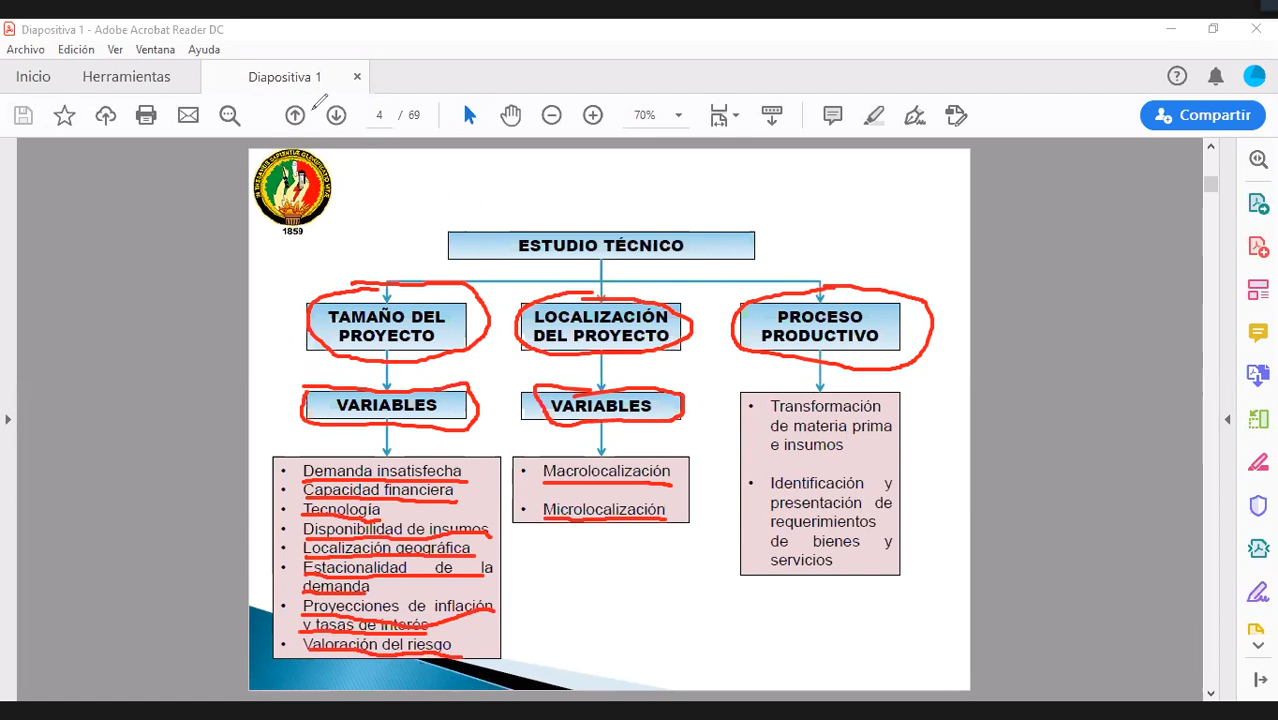 Diapositiva 1 - Adobe Acrobat Reader DC
Archivo Edición Ver Ventana Ayuda
Inicio Herramientas Diapositiva 1
4 / 69 70% Compartir
1859
ESTUDIO TÉCNICO
TAMAÑO DEL
PROYECTO
LOCALIZACIÓN
DEL PROYECTO
PROCESO
PRODUCTIVO
VARIABLES
VARIABLES
• Demanda insatisfecha
• Capacidad financiera
• Tecnología
• Disponibilidad de insumos
• Localización geográfica
• Estacionalidad de la
demanda
• Proyecciones de inflación
y tasas de interés
• Valoración del riesgo
• Macrolocalización
• Microlocalización
• Transformación
de materia prima
e insumos
• Identificación y
presentación de
requerimientos
de bienes y
servicios